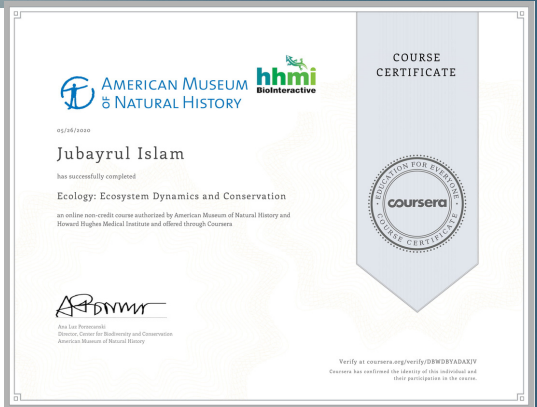 AMERICAN MUSEUM
OF NATURAL HISTORY
hhmi
BioInteractive
COURSE
CERTIFICATE
05/26/2020
Jubayrul Islam
has successfully completed
Ecology: Ecosystem Dynamics and Conservation
an online non-credit course authorized by American Museum of Natural History and
Howard Hughes Medical Institute and offered through Coursera
EDUCATION FOR EVERYONE
coursera
COURSE CERTIFICATE
Ana Luz Porzecanski
Director, Center for Biodiversity and Conservation
American Museum of Natural History
Verify at coursera.org/verify/DBWDBYADAKJV
Coursera has confirmed the identity of this individual and
their participation in the course.